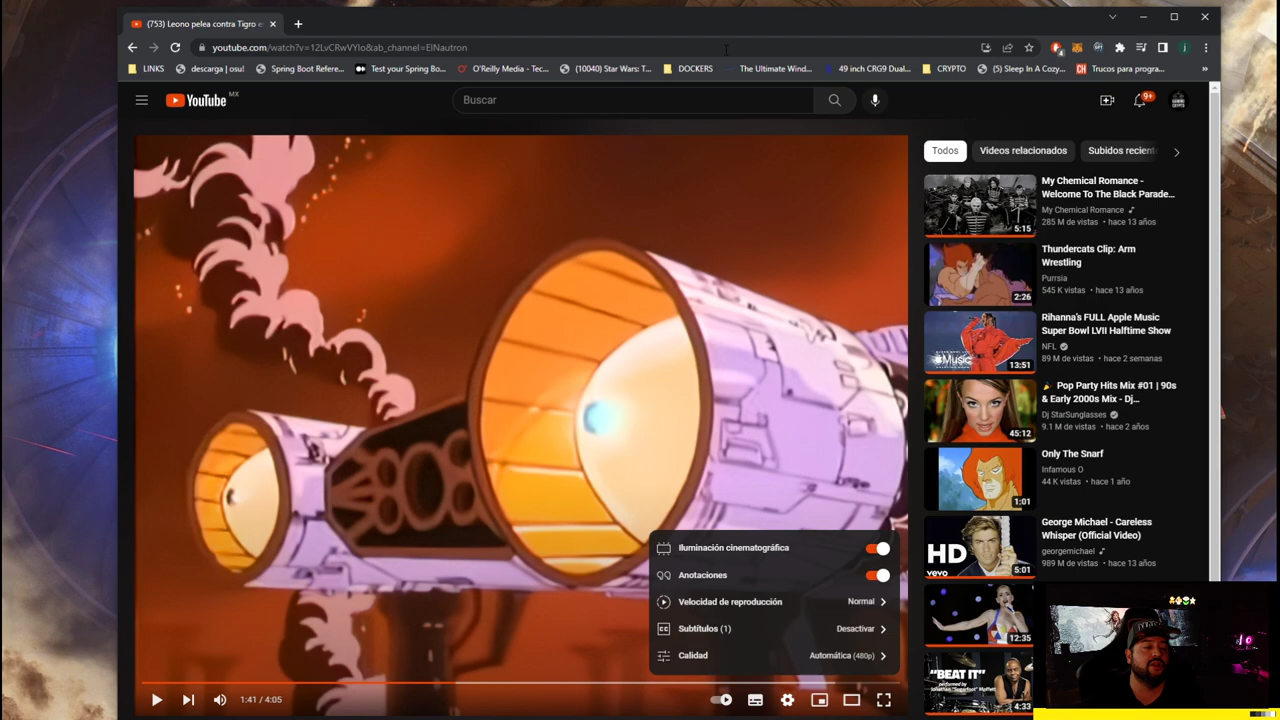 (753) Leono pelea contra Tigro e
youtube.com/watch?v=12LvCRwVYlo&ab_channel=ElNautron
LINKS
descarga | osu!
Spring Boot Refere...
Test your Spring Bo...
O'Reilly Media - Tec...
(10040) Star Wars: T...
DOCKERS
The Ultimate Wind...
49 inch CRG9 Dual...
CRYPTO
(5) Sleep In A Cozy...
CH Trucos para progra...
»
YouTube MX
Buscar
9+
Todos
Videos relacionados
Subidos recient
My Chemical Romance -
Welcome To The Black Parade...
My Chemical Romance
285 M de vistas • hace 13 años
5:15
Thundercats Clip: Arm
Wrestling
Purrsia
545 K vistas • hace 13 años
2:26
Rihanna's FULL Apple Music
Super Bowl LVII Halftime Show
NFL
89 M de vistas • hace 2 semanas
Music
13:51
Pop Party Hits Mix #01 | 90s
& Early 2000s Mix - Dj...
Dj StarSunglasses
9.1 M de vistas • hace 2 años
45:12
Only The Snarf
Infamous O
44 K vistas • hace 1 año
1:01
George Michael - Careless
Whisper (Official Video)
georgemichael
989 M de vistas • hace 13 años
HD
vevo
5:01
12:35
"BEAT IT"
4:33
Iluminación cinematográfica
Anotaciones
Velocidad de reproducción Normal
Subtítulos (1) Desactivar
Calidad Automática (480p)
1:41 / 4:05